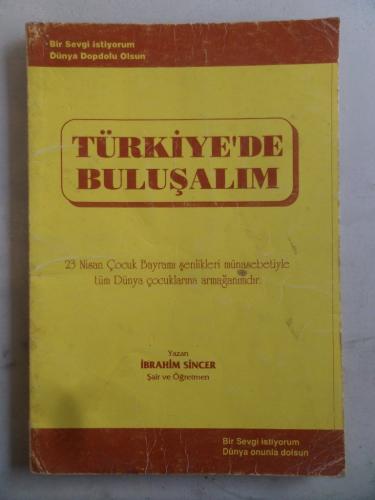 Bir Sevgi istiyorum
Dünya Dopdolu Olsun
TÜRKİYE'DE
BULUŞALIM
23 Nisan Çocuk Bayramı şenlikleri münasebetiyle
tüm Dünya çocuklarına armağanımdır.
Yazan
İBRAHİM SİNCER
Şair ve Öğretmen
Bir Sevgi istiyorum
Dünya onunla dolsun